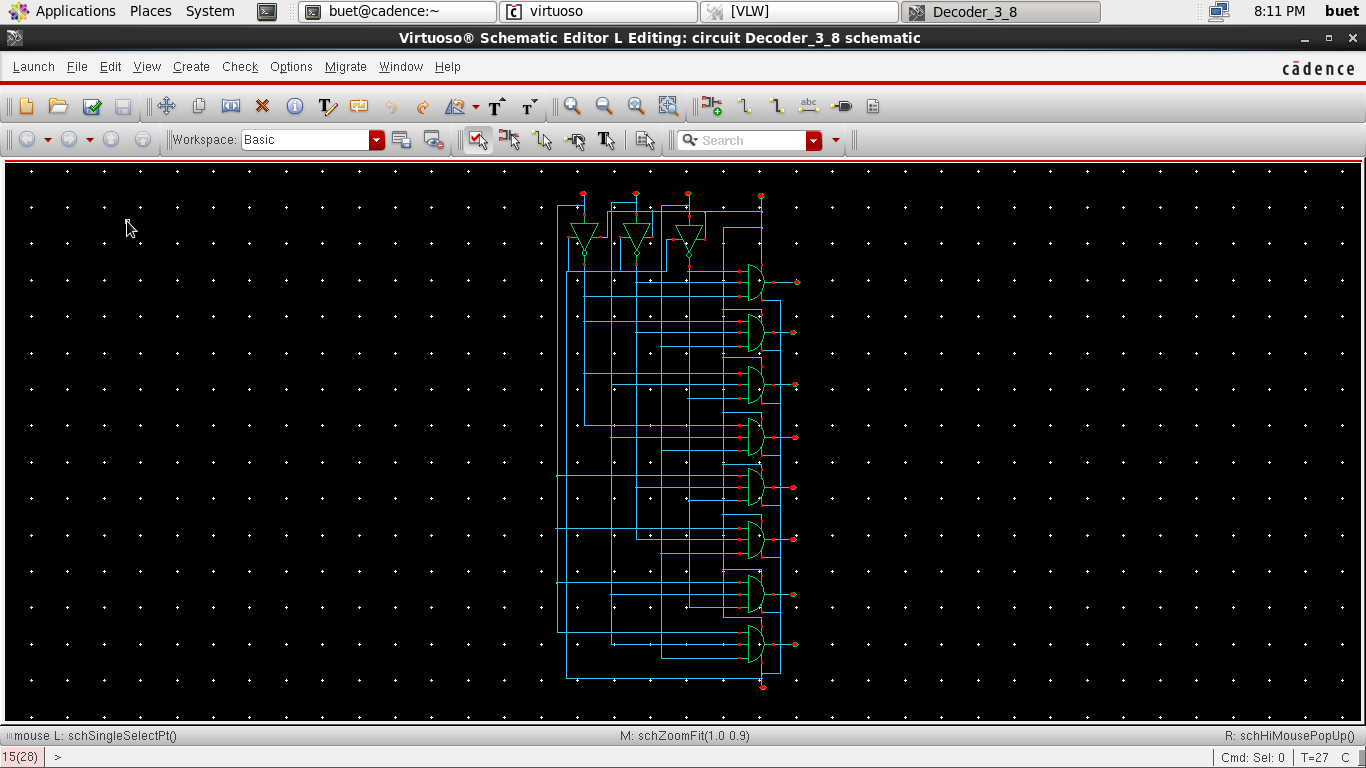 Applications Places System buet@cadence:~ virtuoso [VLW] Decoder_3_8 8:11 PM buet
Virtuoso® Schematic Editor L Editing: circuit Decoder_3_8 schematic
Launch File Edit View Create Check Options Migrate Window Help cādence
abc
Workspace: Basic Search
mouse L: schSingleSelectPt() M: schZoomFit(1.0 0.9) R: schHiMousePopUp()
15(28) > Cmd: Sel: 0 T=27 C